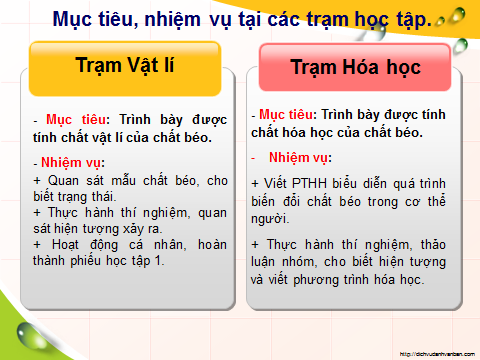 Mục tiêu, nhiệm vụ tại các trạm học tập.
Trạm Vật lí
- Mục tiêu: Trình bày được
tính chất vật lí của chất béo.
- Nhiệm vụ:
+ Quan sát mẫu chất béo, cho
biết trạng thái.
+ Thực hành thí nghiệm, quan
sát hiện tượng xảy ra.
+ Hoạt động cá nhân, hoàn
thành phiếu học tập 1.
Trạm Hóa học
- Mục tiêu: Trình bày được tính
chất hóa học của chất béo.
- Nhiệm vụ:
+ Viết PTHH biểu diễn quá trình
biến đổi chất béo trong cơ thể
người.
+ Thực hành thí nghiệm, thảo
luận nhóm, cho biết hiện tượng
và viết phương trình hóa học.
http://dichvudanhvanban.com